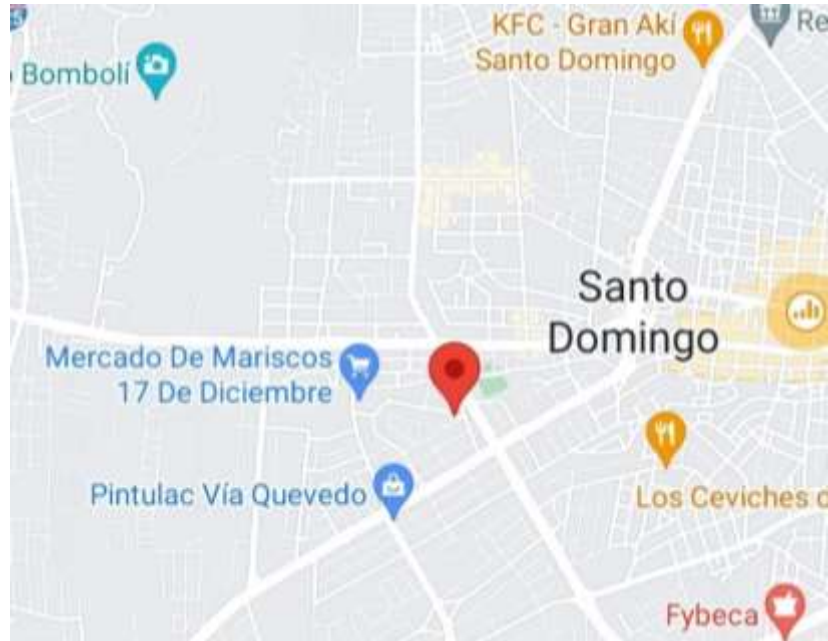 KFC - Gran Akí
Santo Domingo
Re
Bombolí
Santo
Domingo
Mercado De Mariscos
17 De Diciembre
Pintulac Vía Quevedo
Los Ceviches
Fybeca